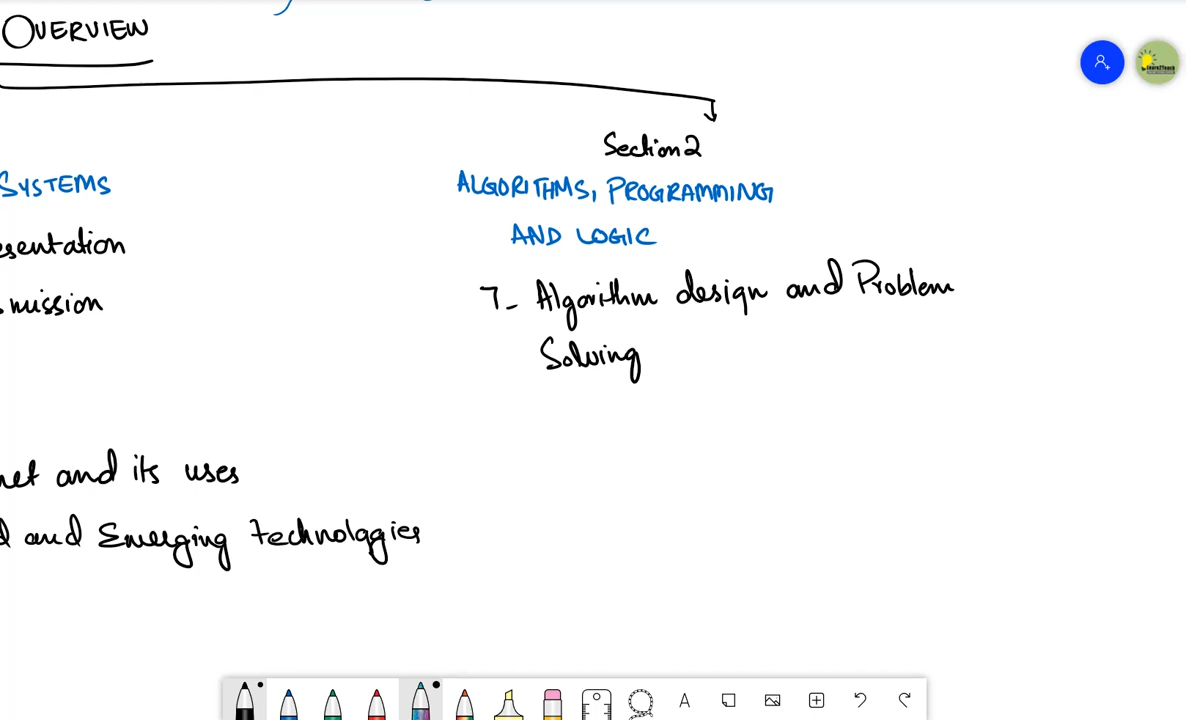 OVERVIEW
Section 2
SYSTEMS
ALGORITHMS, PROGRAMMING
AND LOGIC
esentation
7- Algorithm design and Problem
Solving
mission
net and its uses
d and Emerging technologies
Learn2Teach
A